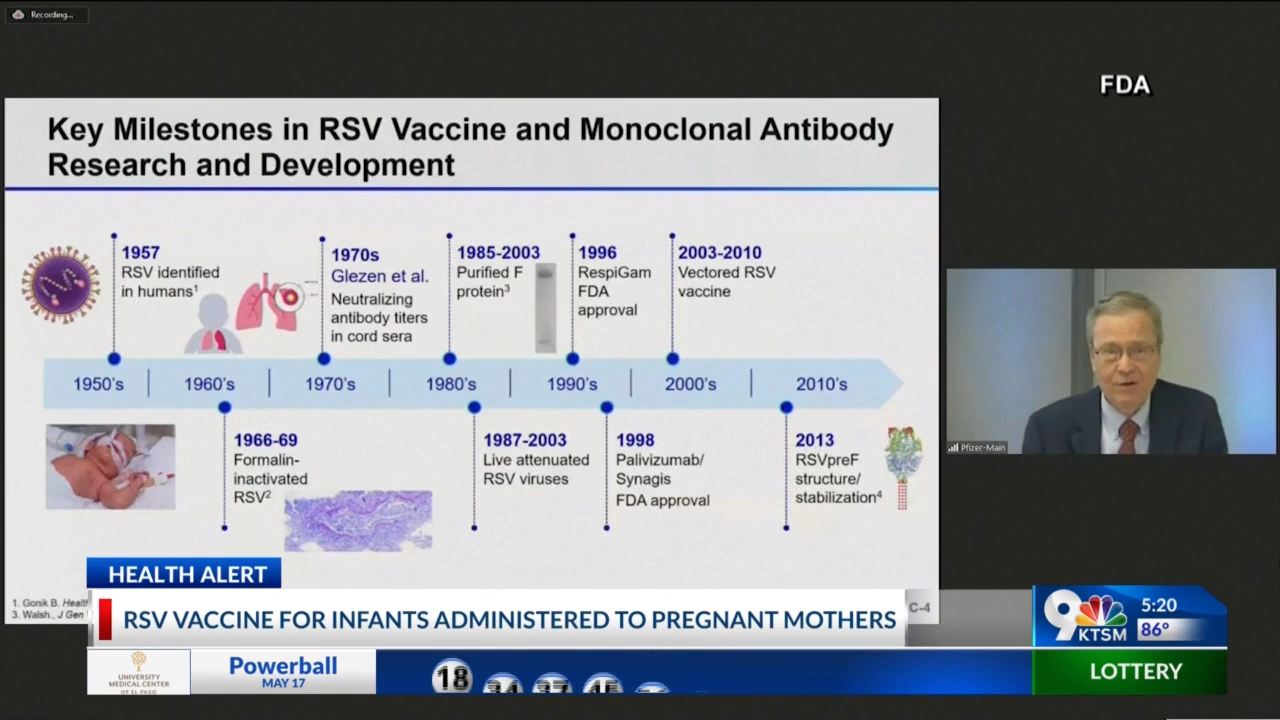 Recording...
FDA
Key Milestones in RSV Vaccine and Monoclonal Antibody
Research and Development
1957
RSV identified
in humans1
1970s
Glezen et al.
Neutralizing
antibody titers
in cord sera
1985-2003
Purified F
protein3
1996
RespiGam
FDA
approval
2003-2010
Vectored RSV
vaccine
1950's
1960's
1970's
1980's
1990's
2000's
2010's
1966-69
Formalin-
inactivated
RSV2
1987-2003
Live attenuated
RSV viruses
1998
Palivizumab/
Synagis
FDA approval
2013
RSVpreF
structure/
stabilization4
Pfizer-Main
1. Gonik B. Health
3. Walsh., J Gen
C-4
HEALTH ALERT
RSV VACCINE FOR INFANTS ADMINISTERED TO PREGNANT MOTHERS
9
KTSM
5:20
86°
UNIVERSITY
MEDICAL CENTER
OF EL PASO
Powerball
MAY 17
18
LOTTERY